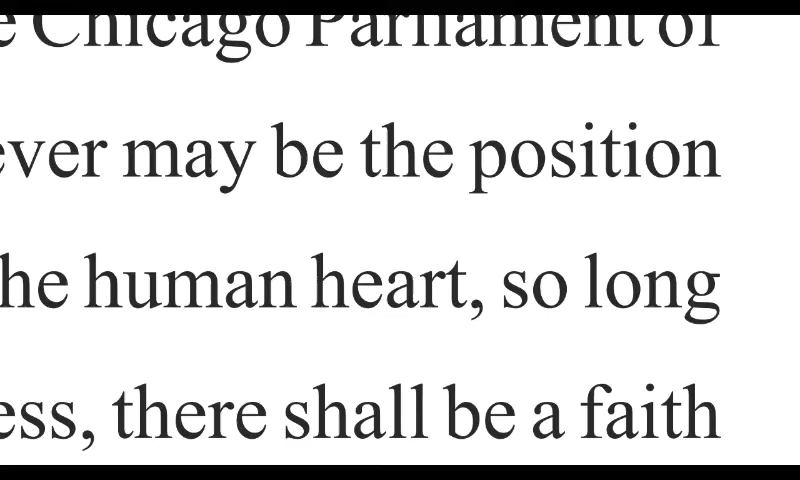 e Chicago Parliament of
ever may be the position
he human heart, so long
ess, there shall be a faith